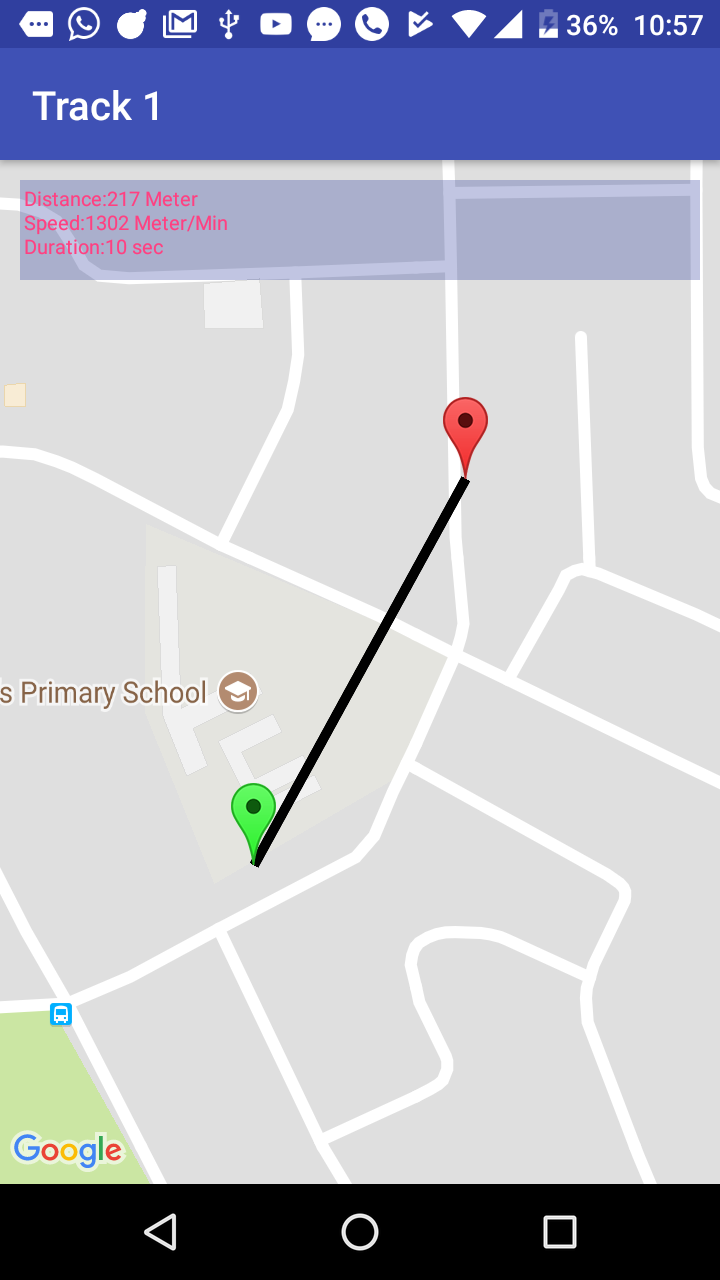 36% 10:57
Track 1
Distance:217 Meter
Speed:1302 Meter/Min
Duration:10 sec
s Primary School
Google